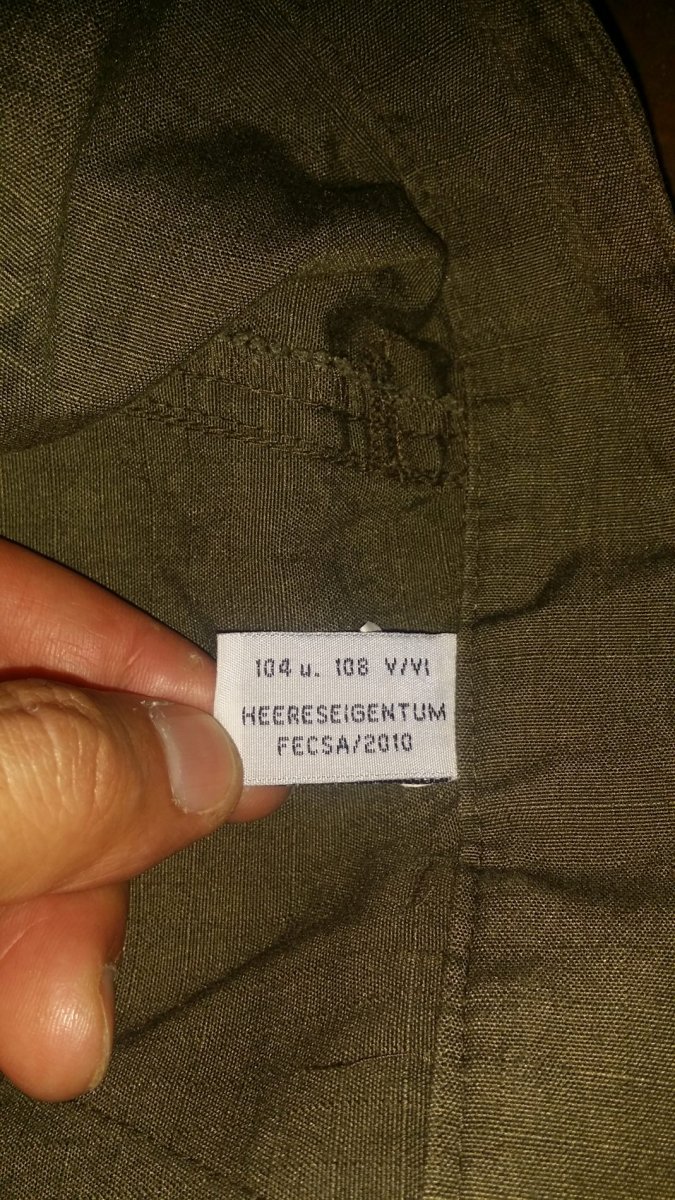 104 u. 108 V/VI
HEERESEIGENTUM
FECSA/2010